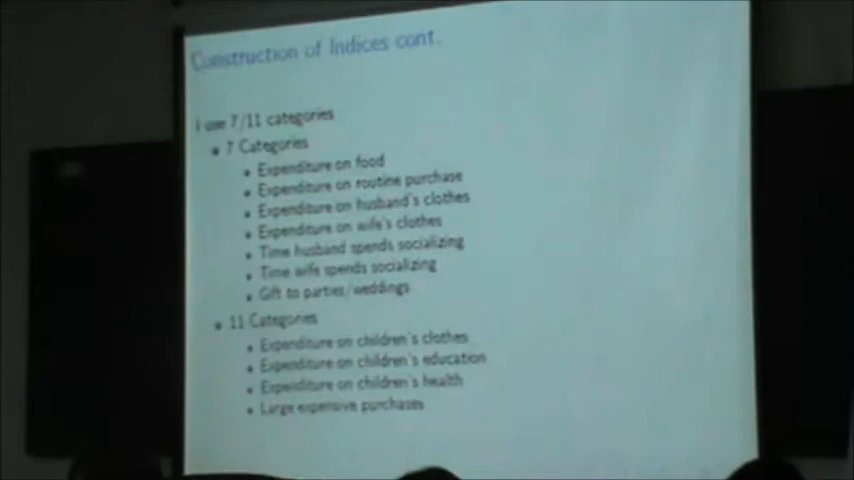 Construction of Indices cont.
I use 7/11 categories
7 Categories
Expenditure on food
Expenditure on routine purchase
Expenditure on husband's clothes
Expenditure on wife's clothes
Time husband spends socializing
Time wife spends socializing
Gift to parties/weddings
11 Categories
Expenditure on children's clothes
Expenditure on children's education
Expenditure on children's health
Large expensive purchases